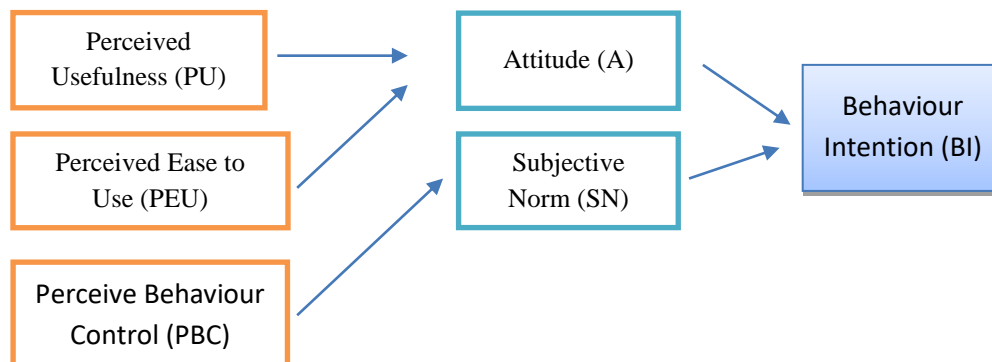 Perceived
Usefulness (PU)
Attitude (A)
Behaviour
Intention (BI)
Perceived Ease to
Use (PEU)
Subjective
Norm (SN)
Perceive Behaviour
Control (PBC)